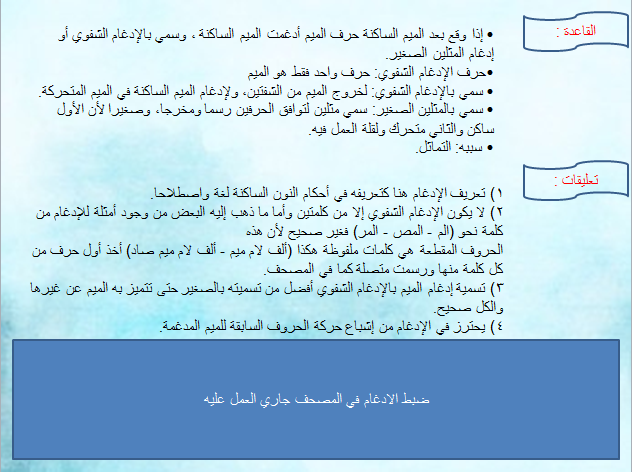 القاعدة :
• إذا وقع بعد الميم الساكنة حرف الميم أدغمت الميم الساكنة ، وسمي بالإدغام الشفوي أو
إدغام المثلين الصغير.
•حرف الإدغام الشفوي: حرف واحد فقط هو الميم
• سمي بالإدغام الشفوي: لخروج الميم من الشفتين، ولإدغام الميم الساكنة في الميم المتحركة.
• سمي بالمثلين الصغير: سمي مثلين لتوافق الحرفين رسما ومخرجا، وصغيرا لأن الأول
ساكن والثاني متحرك ولقلة العمل فيه.
• سببه: التماثل.
تعليقات :
١) تعريف الإدغام هنا كتعريفه في أحكام النون الساكنة لغة واصطلاحا.
٢) لا يكون الإدغام الشفوي إلا من كلمتين وأما ما ذهب إليه البعض من وجود أمثلة للإدغام من
كلمة نحو (الم - المص - المر) فغير صحيح لأن هذه
الحروف المقطعة هي كلمات ملفوظة هكذا (ألف لام ميم - ألف لام ميم صاد) أخذ أول حرف من
كل كلمة منها ورسمت متصلة كما في المصحف.
٣) تسمية إدغام الميم بالإدغام الشفوي أفضل من تسميته بالصغير حتى تتميز به الميم عن غيرها
والكل صحيح.
٤) يحترز في الإدغام من إشباع حركة الحروف السابقة للميم المدغمة.
ضبط الادغام في المصحف جاري العمل عليه